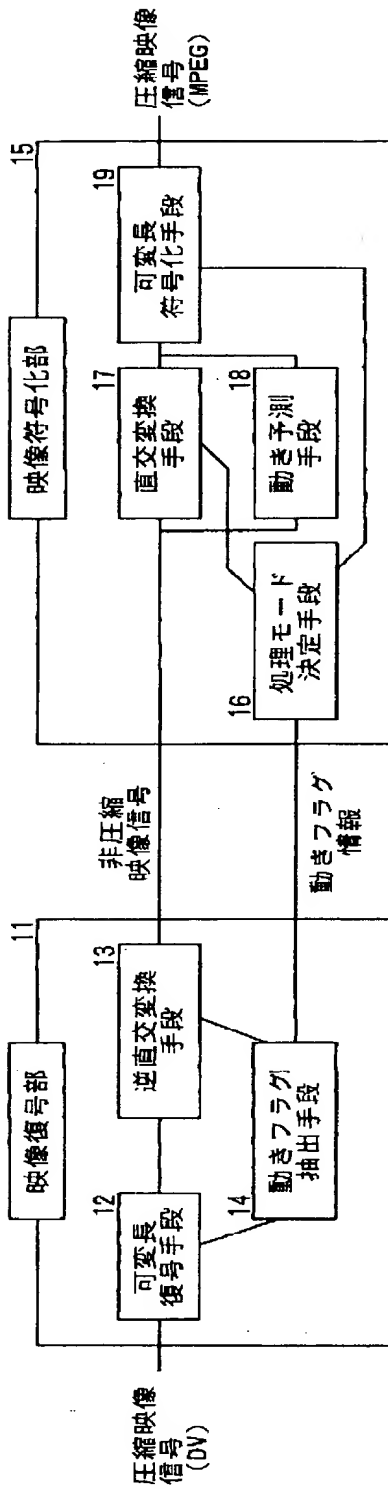 圧縮映像
信号
(DV)
映像復号部
11
可変長
復号手段
12
逆直交変換
手段
13
動きフラグ
抽出手段
14
非圧縮
映像信号
動きフラグ
情報
映像符号化部
15
処理モード
決定手段
16
直交変換
手段
17
動き予測
手段
18
可変長
符号化手段
19
圧縮映像
信号
(MPEG)